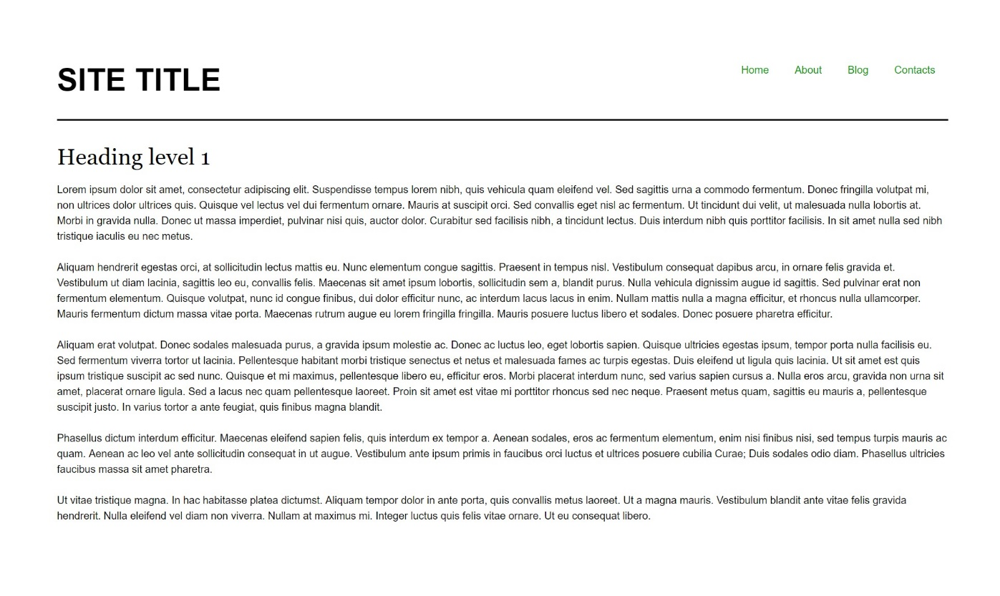 SITE TITLE
Home About Blog Contacts
Heading level 1
Lorem ipsum dolor sit amet, consectetur adipiscing elit. Suspendisse tempus lorem nibh, quis vehicula quam eleifend vel. Sed sagittis urna a commodo fermentum. Donec fringilla volutpat mi,
non ultrices dolor ultrices quis. Quisque vel lectus vel dui fermentum ornare. Mauris at suscipit orci. Sed convallis eget nisl ac fermentum. Ut tincidunt dui velit, ut malesuada nulla lobortis at.
Morbi in gravida nulla. Donec ut massa imperdiet, pulvinar nisi quis, auctor dolor. Curabitur sed facilisis nibh, a tincidunt lectus. Duis interdum nibh quis porttitor facilisis. In sit amet nulla sed nibh
tristique iaculis eu nec metus.
Aliquam hendrerit egestas orci, at sollicitudin lectus mattis eu. Nunc elementum congue sagittis. Praesent in tempus nisl. Vestibulum consequat dapibus arcu, in ornare felis gravida et.
Vestibulum ut diam lacinia, sagittis leo eu, convallis felis. Maecenas sit amet ipsum lobortis, sollicitudin sem a, blandit purus. Nulla vehicula dignissim augue id sagittis. Sed pulvinar erat non
fermentum elementum. Quisque volutpat, nunc id congue finibus, dui dolor efficitur nunc, ac interdum lacus lacus in enim. Nullam mattis nulla a magna efficitur, et rhoncus nulla ullamcorper.
Mauris fermentum dictum massa vitae porta. Maecenas rutrum augue eu lorem fringilla fringilla. Mauris posuere luctus libero et sodales. Donec posuere pharetra efficitur.
Aliquam erat volutpat. Donec sodales malesuada purus, a gravida ipsum molestie ac. Donec ac luctus leo, eget lobortis sapien. Quisque ultricies egestas ipsum, tempor porta nulla facilisis eu.
Sed fermentum viverra tortor ut lacinia. Pellentesque habitant morbi tristique senectus et netus et malesuada fames ac turpis egestas. Duis eleifend ut ligula quis lacinia. Ut sit amet est quis
ipsum tristique suscipit ac sed nunc. Quisque et mi maximus, pellentesque libero eu, efficitur eros. Morbi placerat interdum nunc, sed varius sapien cursus a. Nulla eros arcu, gravida non urna sit
amet, placerat ornare ligula. Sed a lacus nec quam pellentesque laoreet. Proin sit amet est vitae mi porttitor rhoncus sed nec neque. Praesent metus quam, sagittis eu mauris a, pellentesque
suscipit justo. In varius tortor a ante feugiat, quis finibus magna blandit.
Phasellus dictum interdum efficitur. Maecenas eleifend sapien felis, quis interdum ex tempor a. Aenean sodales, eros ac fermentum elementum, enim nisi finibus nisi, sed tempus turpis mauris ac
quam. Aenean ac leo vel ante sollicitudin consequat in ut augue. Vestibulum ante ipsum primis in faucibus orci luctus et ultrices posuere cubilia Curae; Duis sodales odio diam. Phasellus ultricies
faucibus massa sit amet pharetra.
Ut vitae tristique magna. In hac habitasse platea dictumst. Aliquam tempor dolor in ante porta, quis convallis metus laoreet. Ut a magna mauris. Vestibulum blandit ante vitae felis gravida
hendrerit. Nulla eleifend vel diam non viverra. Nullam at maximus mi. Integer luctus quis felis vitae ornare. Ut eu consequat libero.